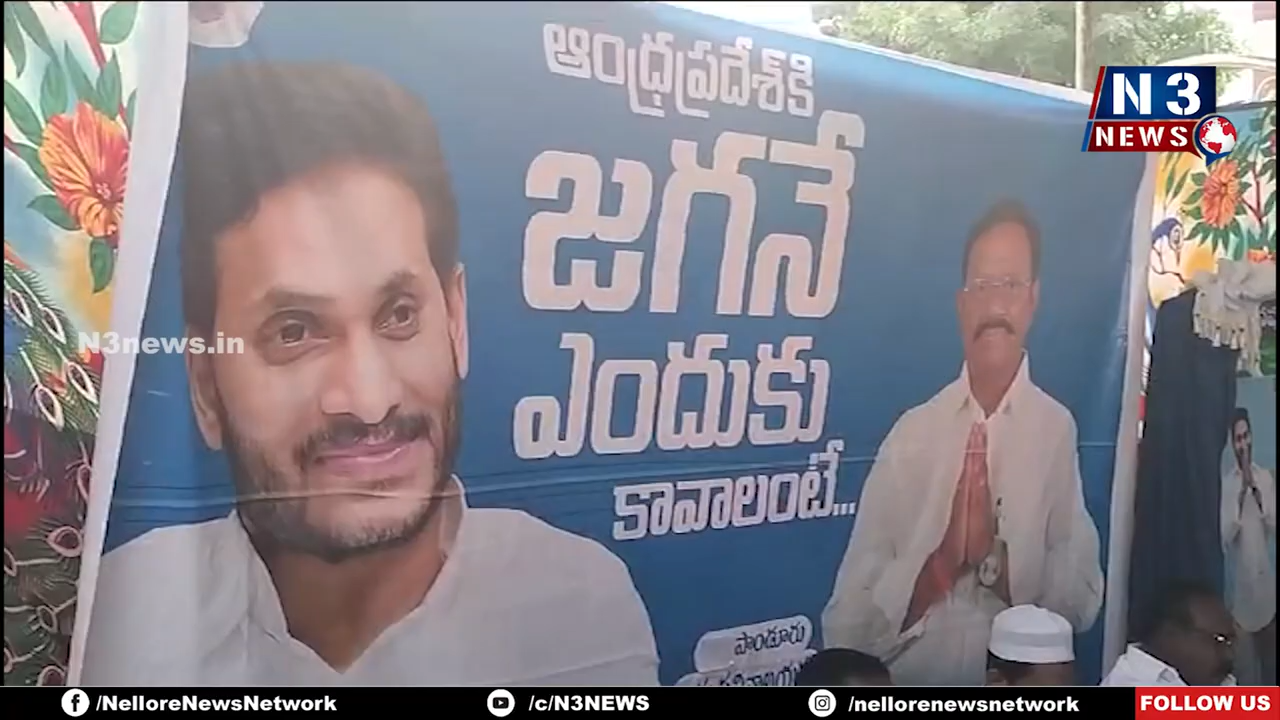 ఆంధ్రప్రదేశ్‌కి
జగనే
ఎందుకు
కావాలంటే...
N3
NEWS
N3news.in
పాండూరు
/NelloreNewsNetwork
/c/N3NEWS
/nellorenewsnetwork
FOLLOW US